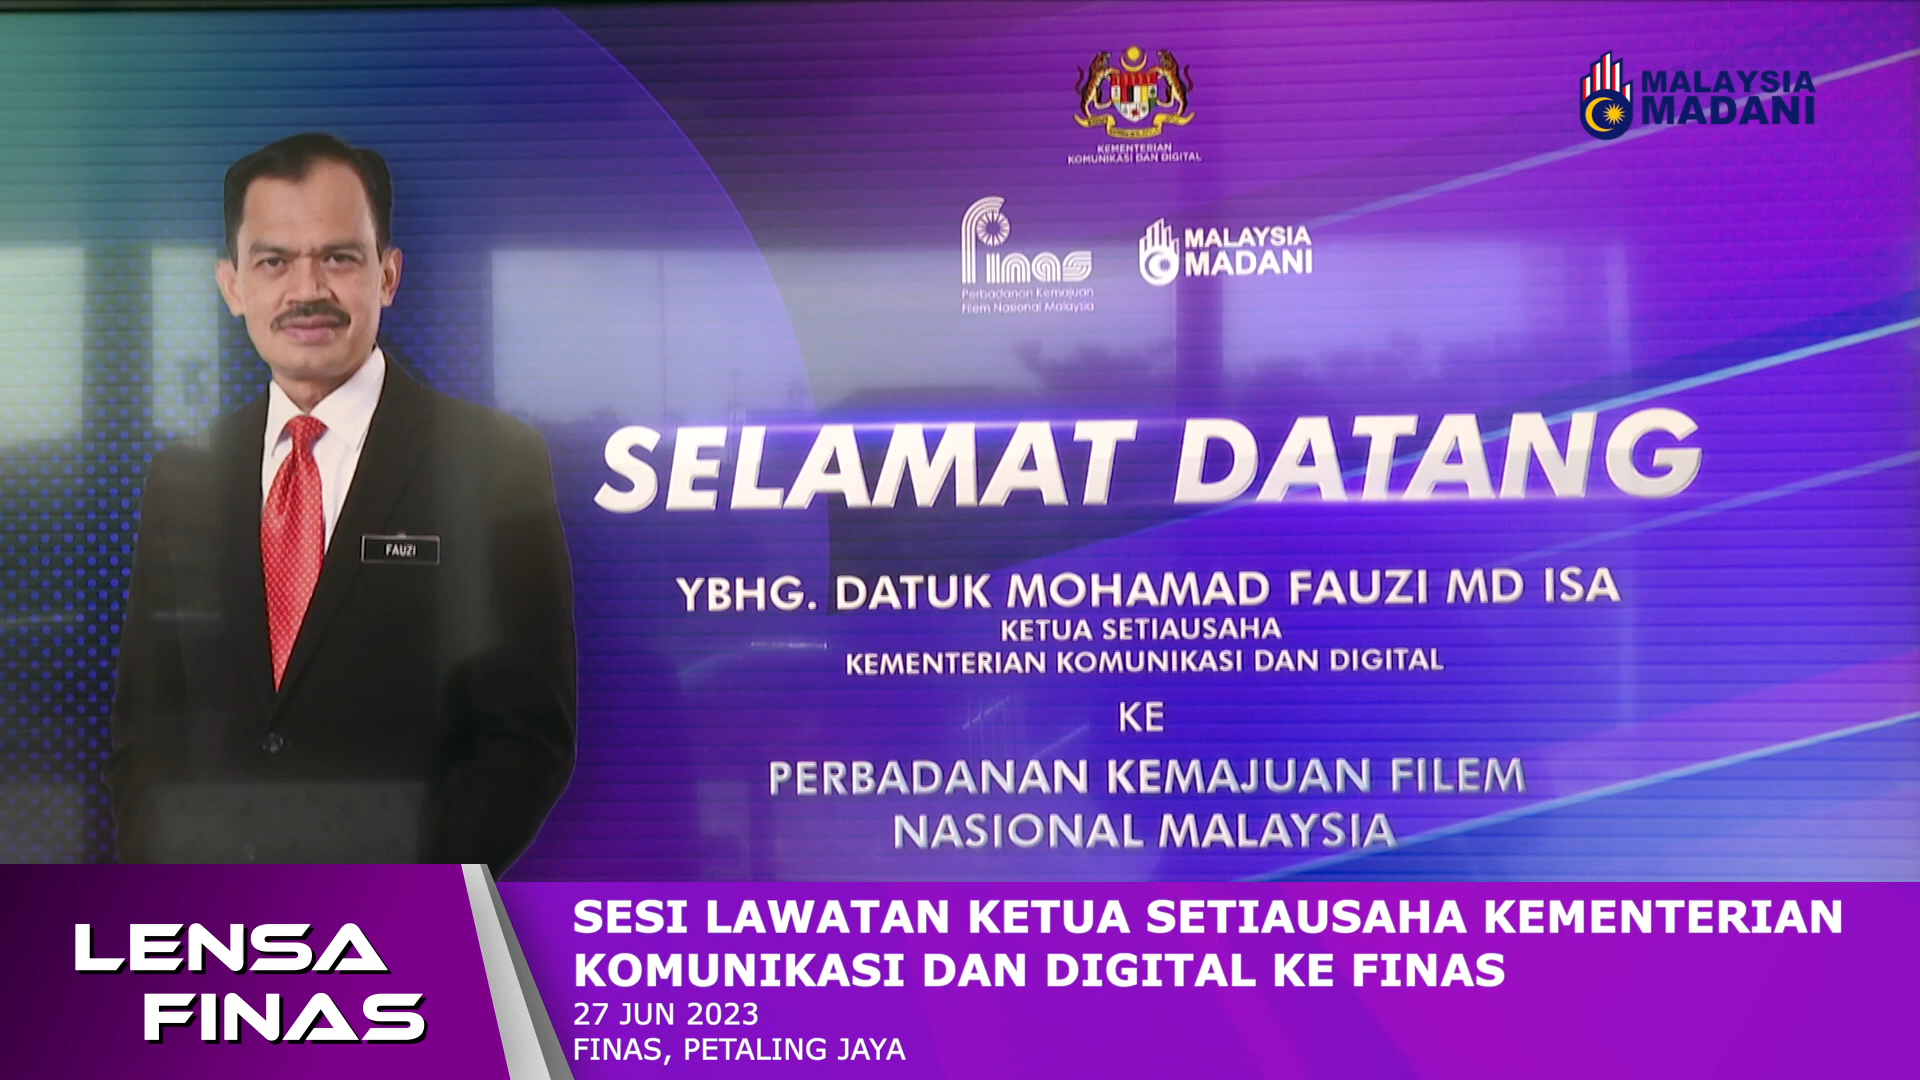 KEMENTERIAN
KOMUNIKASI DAN DIGITAL
MALAYSIA
MADANI
Finas
Perbadanan Kemajuan
Filem Nasional Malaysia
MALAYSIA
MADANI
SELAMAT DATANG
FAUZI
YBHG. DATUK MOHAMAD FAUZI MD ISA
KETUA SETIAUSAHA
KEMENTERIAN KOMUNIKASI DAN DIGITAL
KE
PERBADANAN KEMAJUAN FILEM
NASIONAL MALAYSIA
LENSA
FINAS
SESI LAWATAN KETUA SETIAUSAHA KEMENTERIAN
KOMUNIKASI DAN DIGITAL KE FINAS
27 JUN 2023
FINAS, PETALING JAYA